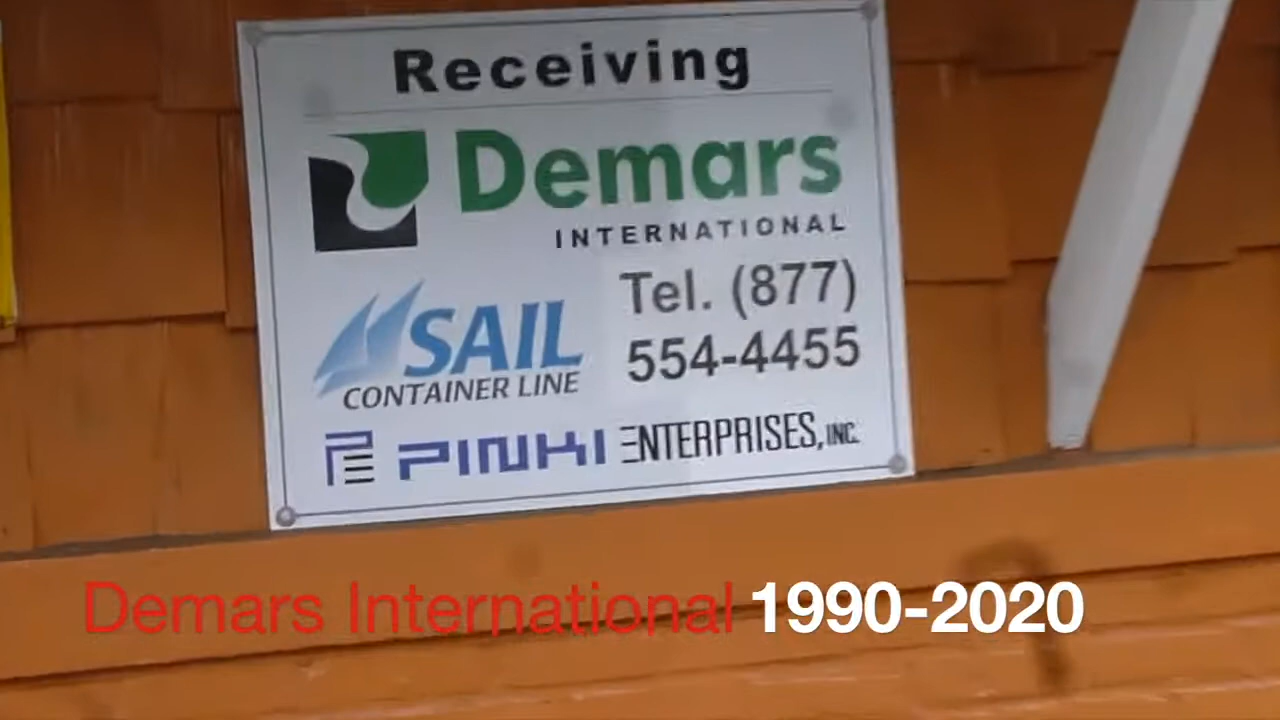 Receiving
Demars
INTERNATIONAL
Tel. (877)
554-4455
SAIL
CONTAINER LINE
PINKI ENTERPRISES, INC.
Demars International 1990-2020